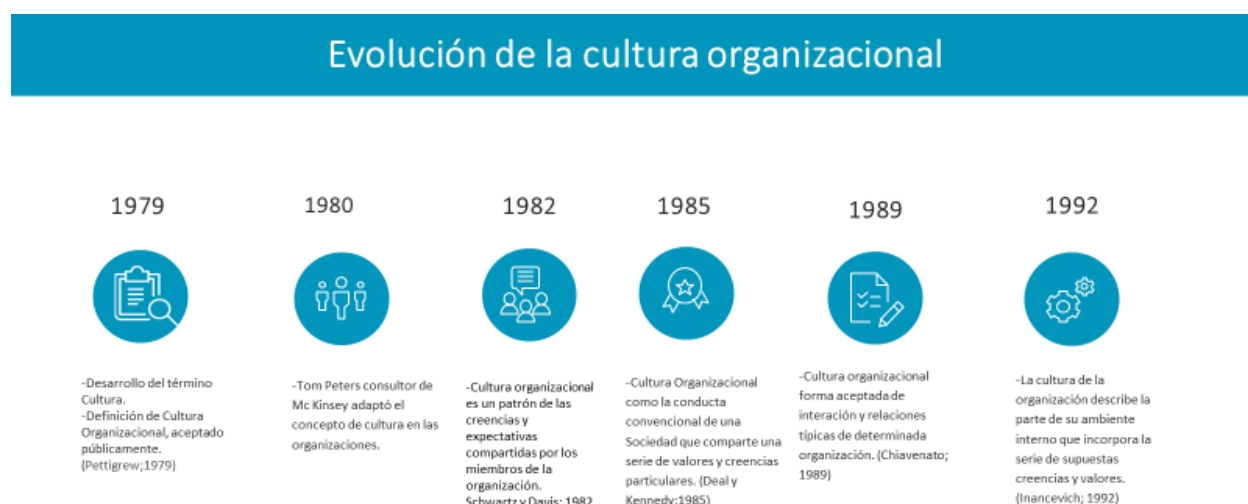 Evolución de la cultura organizacional
1979
1980
1982
1985
1989
1992
-Desarrollo del término
Cultura.
-Definición de Cultura
Organizacional, aceptado
públicamente.
(Pettigrew;1979)
-Tom Peters consultor de
Mc Kinsey adaptó el
concepto de cultura en las
organizaciones.
-Cultura organizacional
es un patrón de las
creencias y
expectativas
compartidas por los
miembros de la
organización.
Schwartz y Davis; 1982
-Cultura Organizacional
como la conducta
convencional de una
Sociedad que comparte una
serie de valores y creencias
particulares. (Deal y
Kennedy;1985)
-Cultura organizacional
forma aceptada de
interación y relaciones
típicas de determinada
organización. (Chiavenato;
1989)
-La cultura de la
organización describe la
parte de su ambiente
interno que incorpora la
serie de supuestas
creencias y valores.
(Inancevich; 1992)